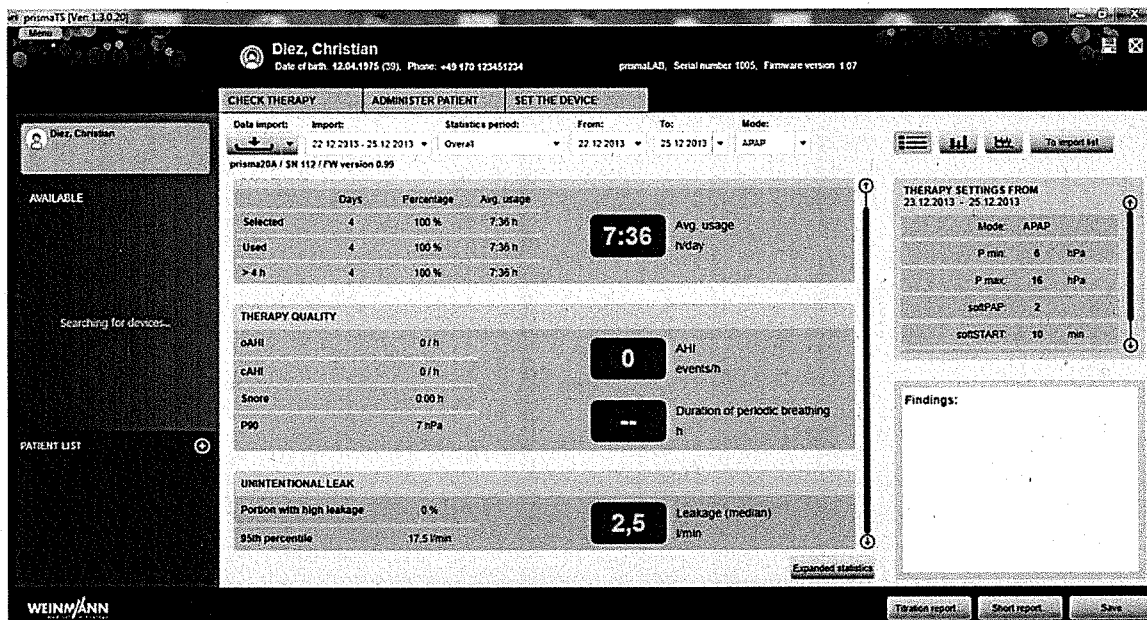 prismaTS [Ver: 1.3.0.20]
Menu
Diez, Christian
Date of birth: 12.04.1975 (39), Phone: +49 170 123451234
prismaLAB, Serial number 1005, Firmware version 1.07
CHECK THERAPY
ADMINISTER PATIENT
SET THE DEVICE
Diez, Christian
AVAILABLE
Searching for devices...
PATIENT LIST
Data import: Import: Statistics period: From: To: Mode:
22.12.2013 - 25.12.2013 Overall 22.12.2013 25.12.2013 APAP
prisma20A / SN 112 / FW version 0.99
To import list
Days Percentage Avg. usage
Selected 4 100 % 7:36 h
Used 4 100 % 7:36 h
> 4 h 4 100 % 7:36 h
7:36
Avg. usage
h/day
THERAPY QUALITY
oAHI 0 / h
cAHI 0 / h
Snore 0:00 h
P90 7 hPa
0
AHI
events/h
--
Duration of periodic breathing
h
UNINTENTIONAL LEAK
Portion with high leakage 0 %
95th percentile 17.5 l/min
2,5
Leakage (median)
l/min
Expanded statistics
THERAPY SETTINGS FROM
23.12.2013 - 25.12.2013
Mode: APAP
P min: 6 hPa
P max: 16 hPa
softPAP: 2
softSTART: 10 min
Findings:
WEINMANN
Titration report
Short report
Save